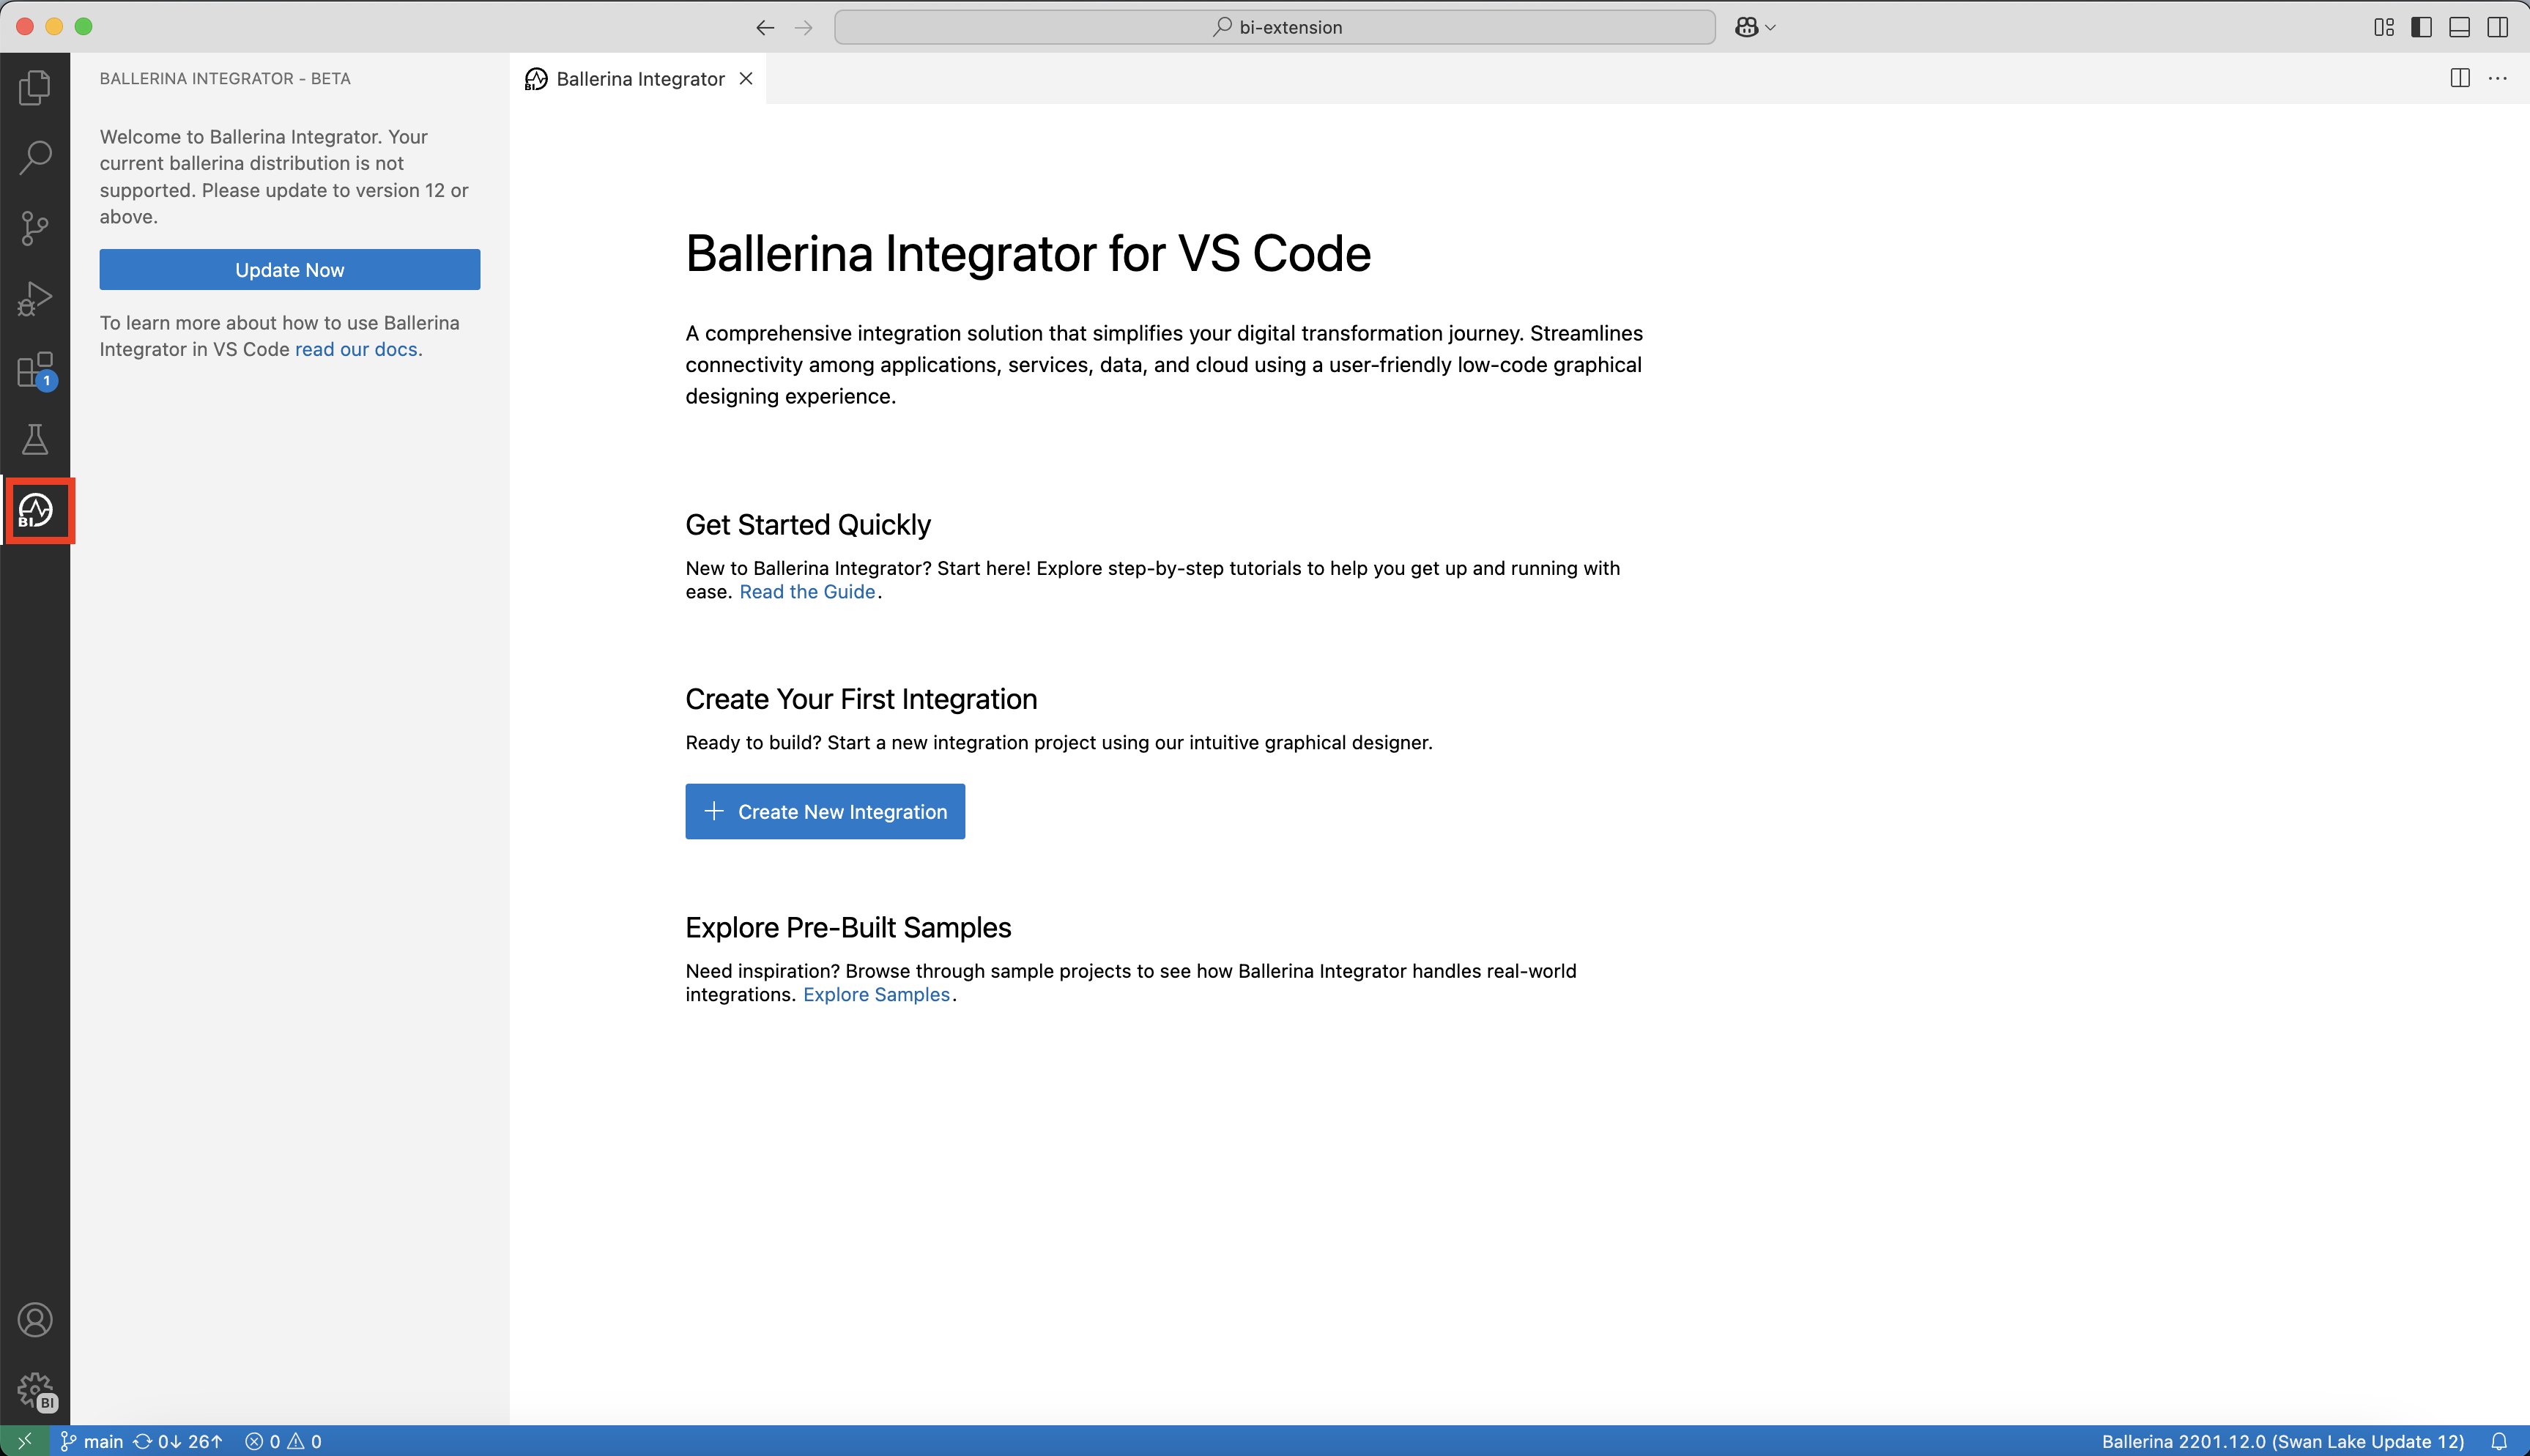 bi-extension
BALLERINA INTEGRATOR - BETA
Welcome to Ballerina Integrator. Your
current ballerina distribution is not
supported. Please update to version 12 or
above.
Update Now
To learn more about how to use Ballerina
Integrator in VS Code read our docs.
1
BI
BI
BI Ballerina Integrator
Ballerina Integrator for VS Code
A comprehensive integration solution that simplifies your digital transformation journey. Streamlines
connectivity among applications, services, data, and cloud using a user-friendly low-code graphical
designing experience.
Get Started Quickly
New to Ballerina Integrator? Start here! Explore step-by-step tutorials to help you get up and running with
ease. Read the Guide.
Create Your First Integration
Ready to build? Start a new integration project using our intuitive graphical designer.
Create New Integration
Explore Pre-Built Samples
Need inspiration? Browse through sample projects to see how Ballerina Integrator handles real-world
integrations. Explore Samples.
main 0↓ 26↑ 0 0
Ballerina 2201.12.0 (Swan Lake Update 12)